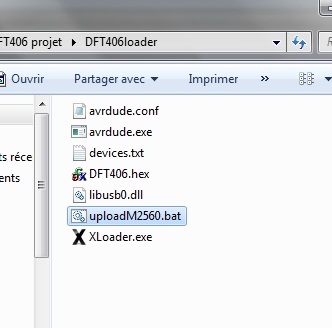 FT406 projet ▸ DFT406loader
Ouvrir Partager avec ▼ Imprimer »
avrdude.conf
avrdude.exe
ts réce devices.txt
ents DFT406.hex
libusb0.dll
uploadM2560.bat
XLoader.exe